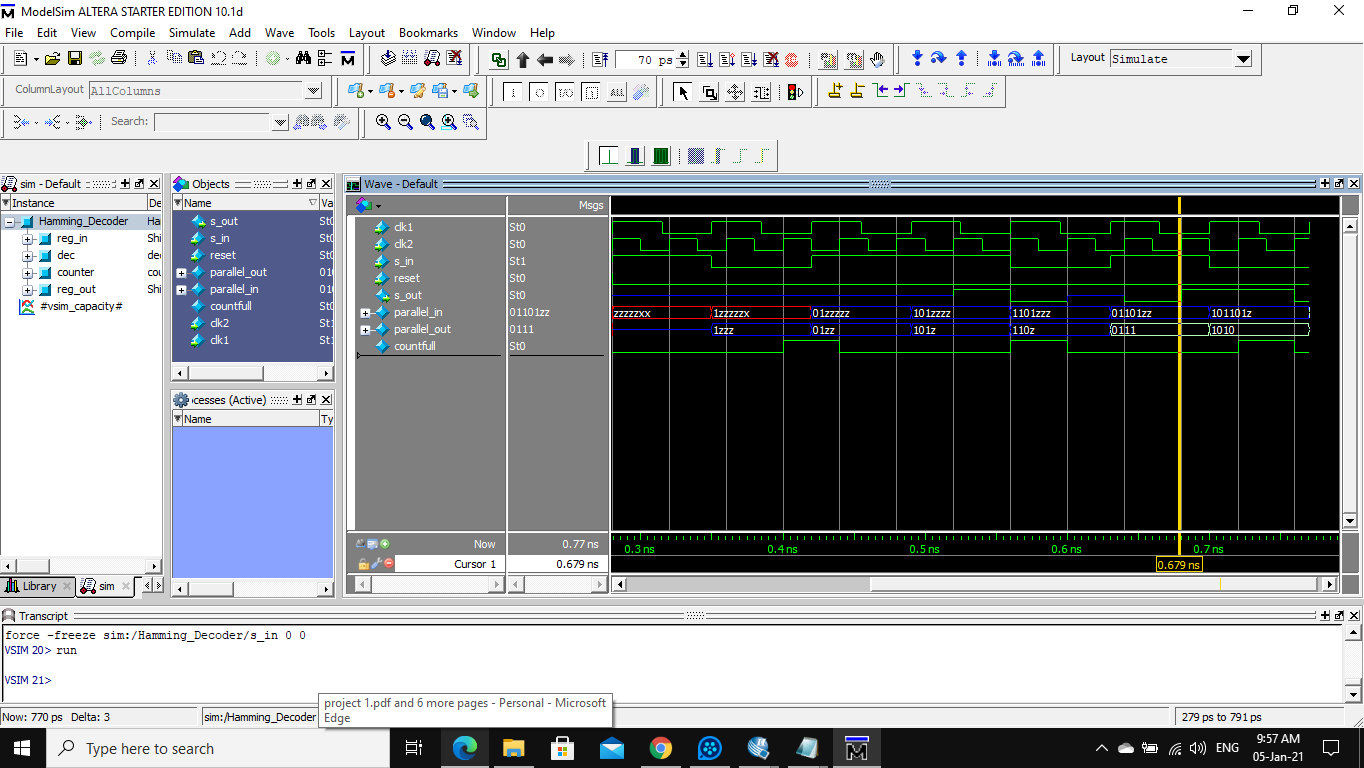 ModelSim ALTERA STARTER EDITION 10.1d
File Edit View Compile Simulate Add Wave Tools Layout Bookmarks Window Help
70 ps
Layout Simulate
ColumnLayout AllColumns
Search:
sim - Default
Instance De
Hamming_Decoder Ha
reg_in Shi
dec de
counter cou
reg_out Shi
#vsim_capacity#
Library sim
Objects
Name Va
s_out St0
s_in St0
reset St0
parallel_out 010
parallel_in 010
countfull St0
clk2 St1
clk1 St1
cesses (Active)
Name Ty
Wave - Default
Msgs
clk1 St0
clk2 St0
s_in St1
reset St0
s_out St0
parallel_in 01101zz zzzzzxx 1zzzzzx 01zzzzz 101zzzz 1101zzz 01101zz 101101z
parallel_out 0111 1zzz 01zz 101z 110z 0111 1010
countfull St0
Now 0.77 ns 0.3 ns 0.4 ns 0.5 ns 0.6 ns 0.7 ns
Cursor 1 0.679 ns 0.679 ns
Transcript
force -freeze sim:/Hamming_Decoder/s_in 0 0
VSIM 20> run
VSIM 21>
project 1.pdf and 6 more pages - Personal - Microsoft
Edge
Now: 770 ps Delta: 3 sim:/Hamming_Decoder 279 ps to 791 ps
Type here to search
ENG
9:57 AM
05-Jan-21